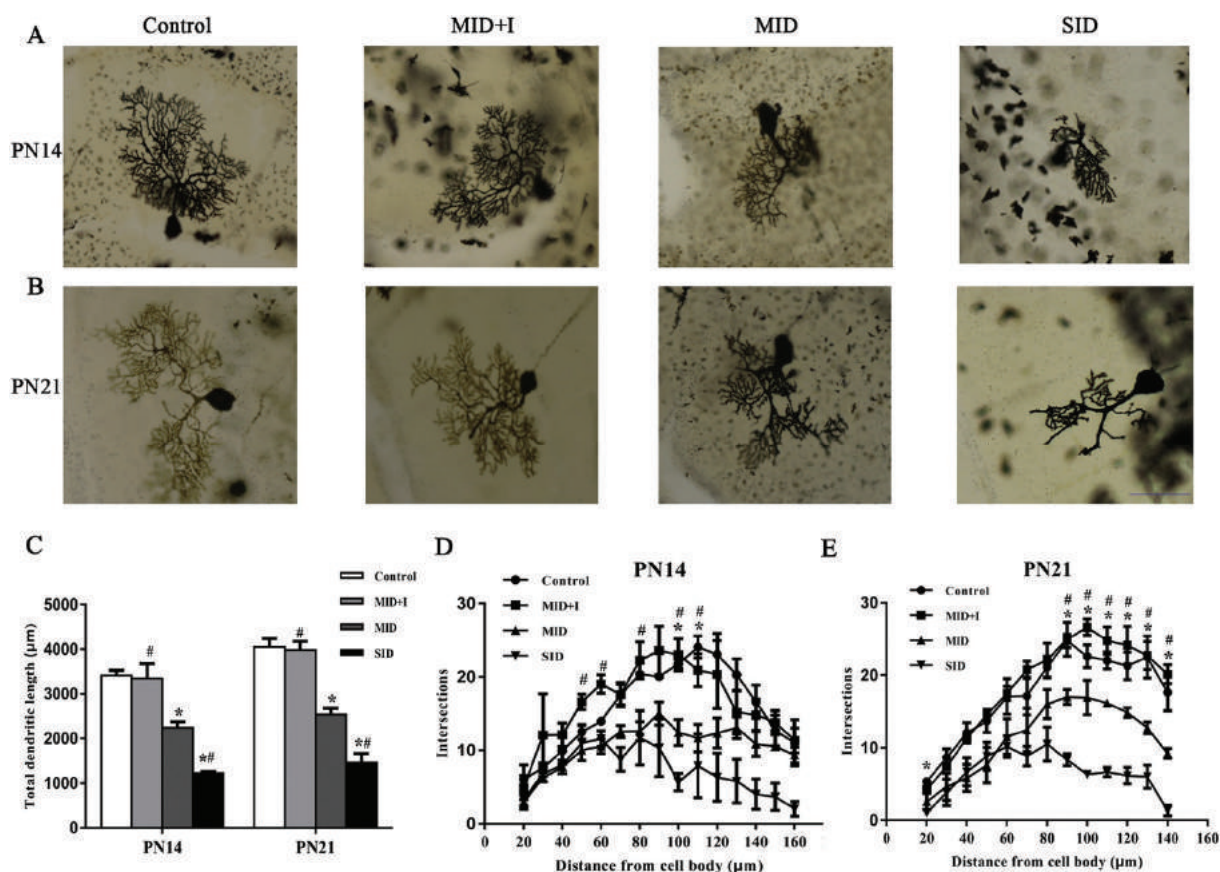 Control MID+I MID SID
A
PN14
B
PN21
C
Control
MID+I
MID
SID
Total dendritic length (μm)
5000
4000
3000
2000
1000
0
#
*
*#
#
*
*#
PN14 PN21
D
PN14
Control
MID+I
MID
SID
Intersections
30
20
10
0
# # # # #
* *
0 20 40 60 80 100 120 140 160
Distance from cell body (μm)
E
PN21
Control
MID+I
MID
SID
Intersections
30
20
10
0
*
# # # # # #
* * * * * *
0 20 40 60 80 100 120 140 160
Distance from cell body (μm)